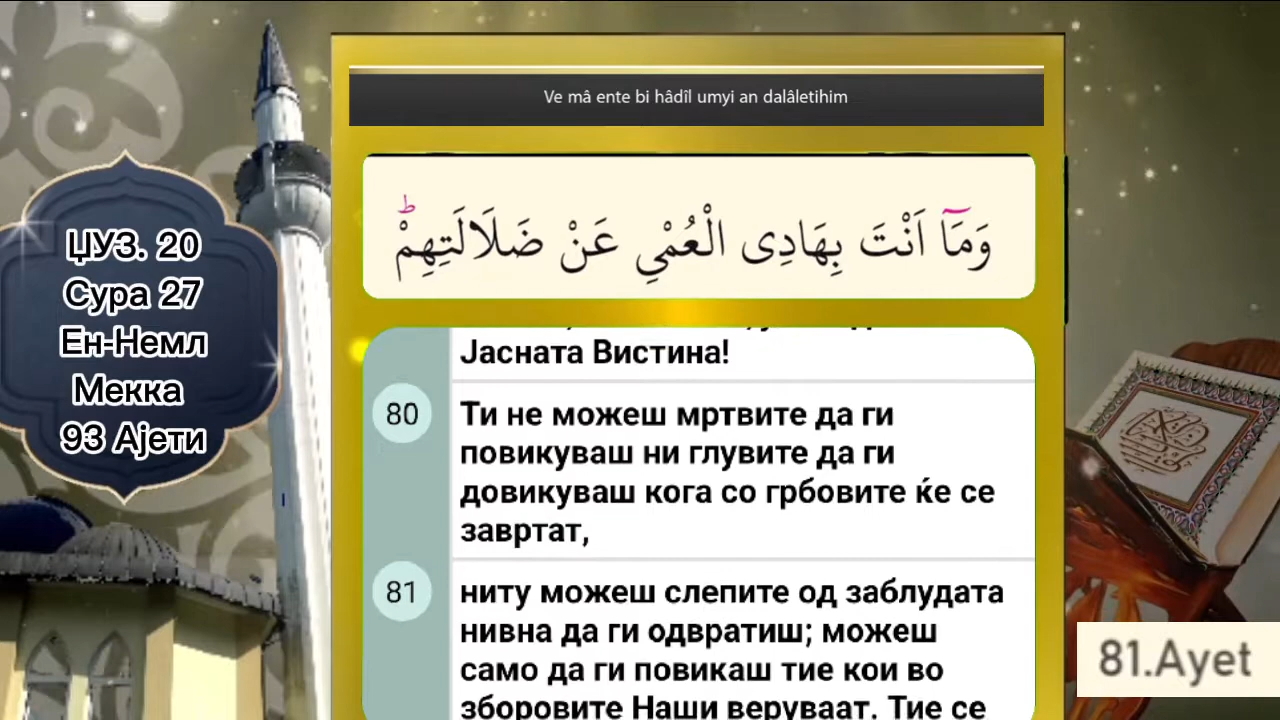 Ve mâ ente bi hâdîl umyi an dalâletihim
وَمَٓا اَنْتَ بِهَادِى الْعُمْيِ عَنْ ضَلَالَتِهِمْؕ
ЏУЗ. 20
Сура 27
Ен-Немл
Мекка
93 Ајети
Јасната Вистина!
80
Ти не можеш мртвите да ги
повикуваш ни глувите да ги
довикуваш кога со грбовите ќе се
завртат,
81
ниту можеш слепите од заблудата
нивна да ги одвратиш; можеш
само да ги повикаш тие кои во
зборовите Наши веруваат. Тие се
81.Ayet